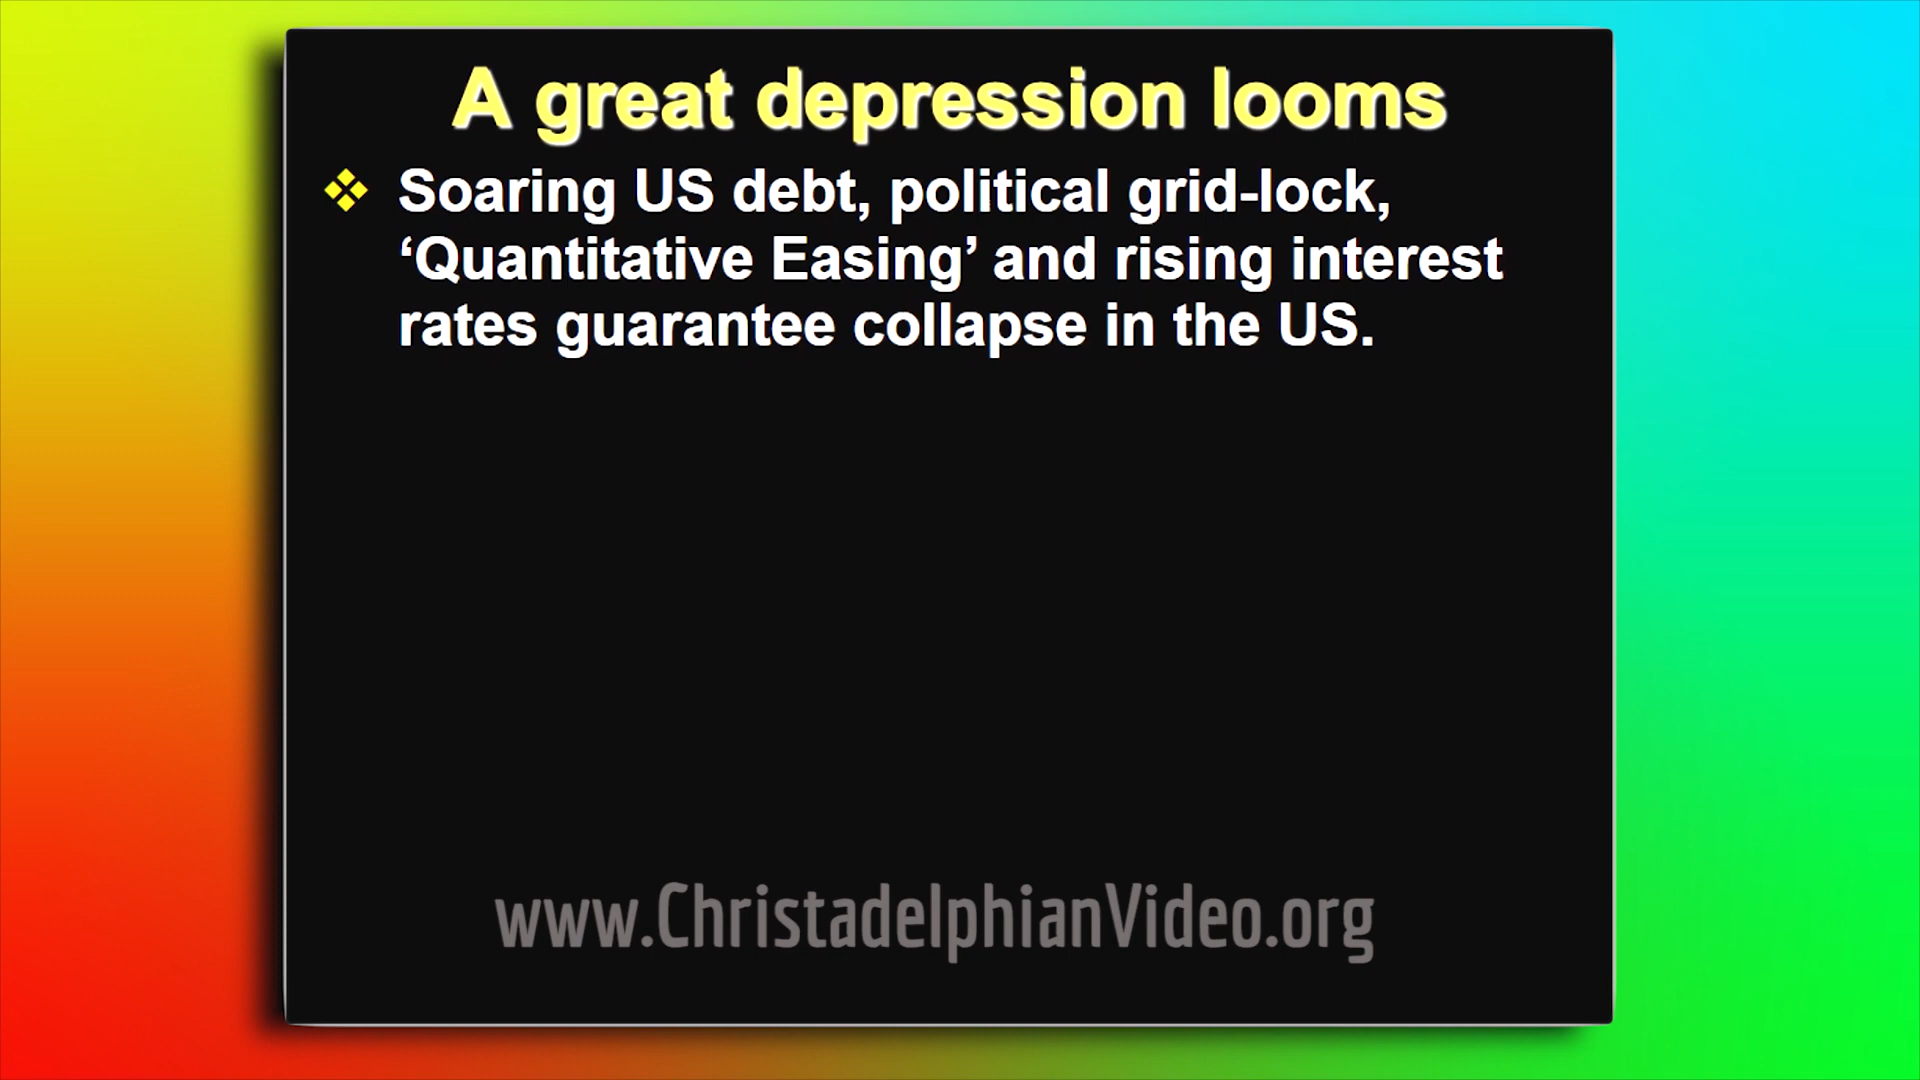 A great depression looms
❖ Soaring US debt, political grid-lock,
‘Quantitative Easing’ and rising interest
rates guarantee collapse in the US.
www.ChristadelphianVideo.org